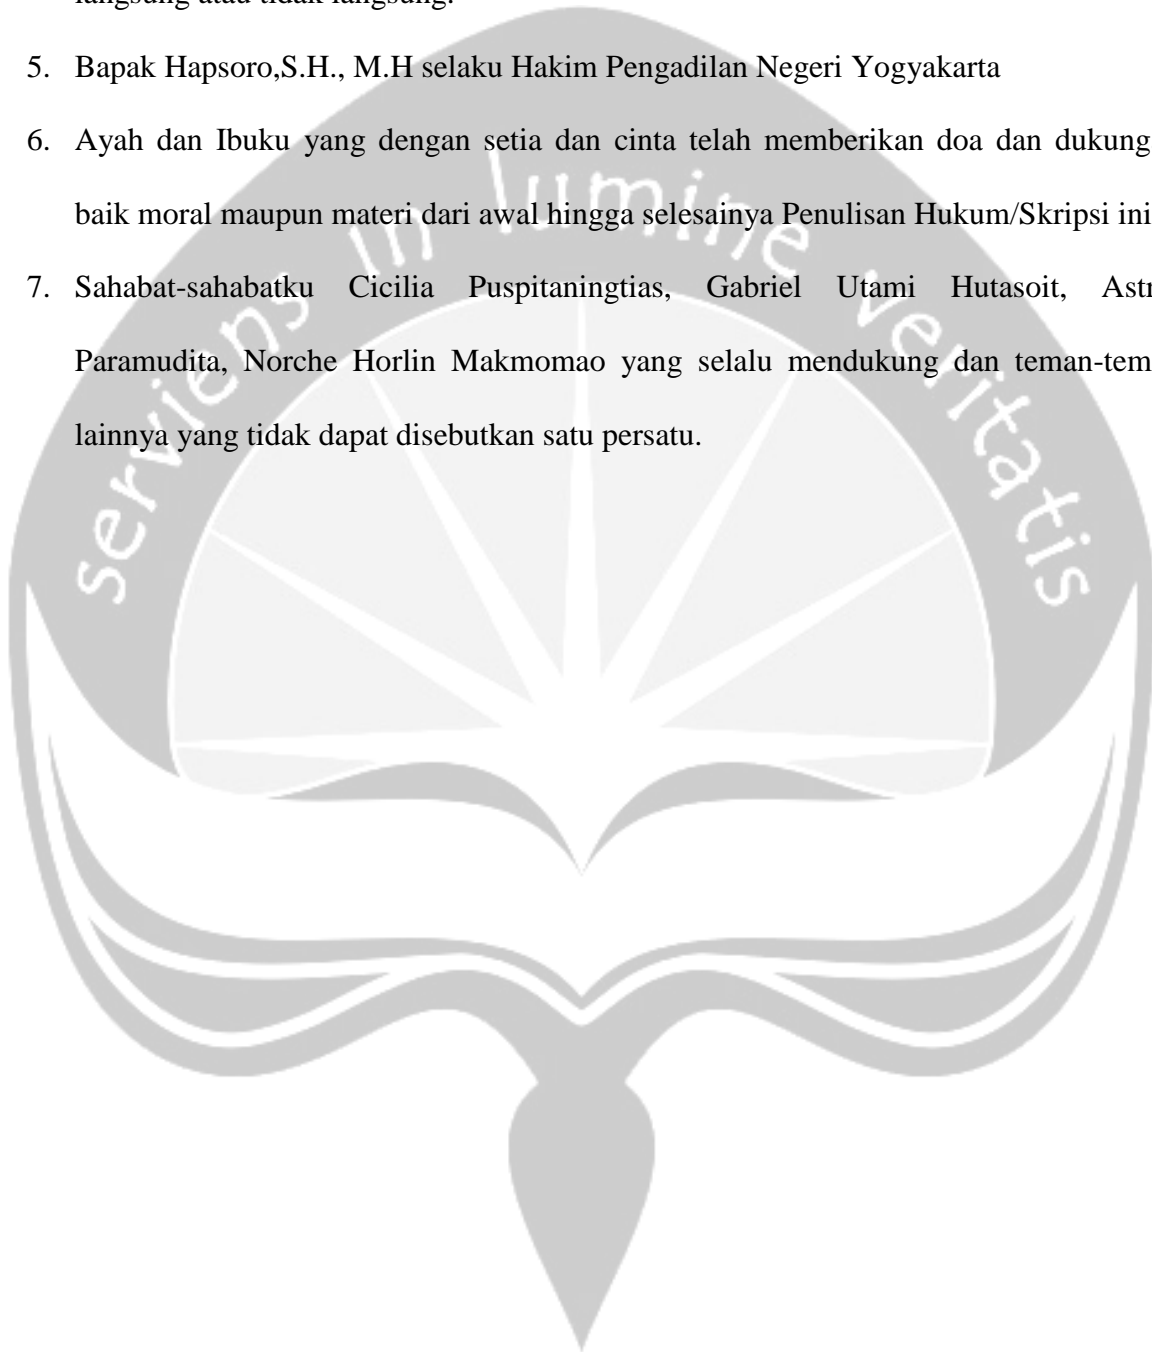 langsung atau tidak langsung.
5. Bapak Hapsoro,S.H., M.H selaku Hakim Pengadilan Negeri Yogyakarta
6. Ayah dan Ibuku yang dengan setia dan cinta telah memberikan doa dan dukung
baik moral maupun materi dari awal hingga selesainya Penulisan Hukum/Skripsi ini
7. Sahabat-sahabatku Cicilia Puspitaningtias, Gabriel Utami Hutasoit, Astr
Paramudita, Norche Horlin Makmomao yang selalu mendukung dan teman-tem
lainnya yang tidak dapat disebutkan satu persatu.
serviens in lumine veritatis